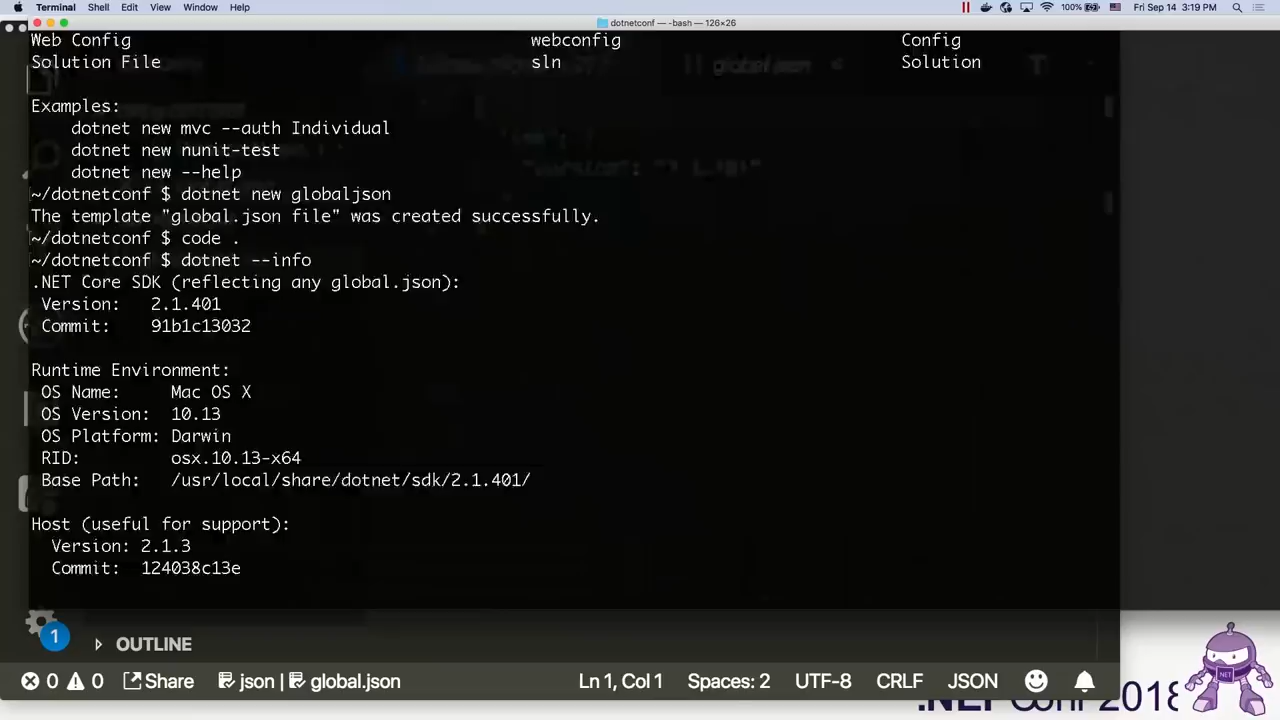 Terminal Shell Edit View Window Help 100% Fri Sep 14 3:19 PM
dotnetconf — -bash — 126×26
Web Config webconfig Config
Solution File sln Solution
global.json
Examples:
dotnet new mvc --auth Individual
dotnet new nunit-test
dotnet new --help
~/dotnetconf $ dotnet new globaljson
The template "global.json file" was created successfully.
~/dotnetconf $ code .
~/dotnetconf $ dotnet --info
.NET Core SDK (reflecting any global.json):
Version: 2.1.401
Commit: 91b1c13032
Runtime Environment:
OS Name: Mac OS X
OS Version: 10.13
OS Platform: Darwin
RID: osx.10.13-x64
Base Path: /usr/local/share/dotnet/sdk/2.1.401/
Host (useful for support):
Version: 2.1.3
Commit: 124038c13e
1
OUTLINE
0 0 Share json | global.json Ln 1, Col 1 Spaces: 2 UTF-8 CRLF JSON
.NET Conf 2018
.NET